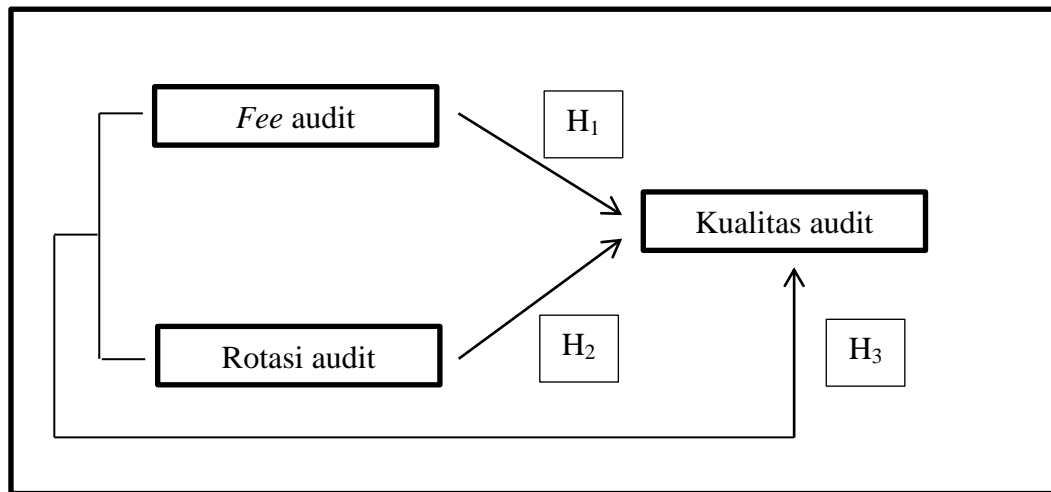 Fee audit
H₁
Kualitas audit
Rotasi audit
H₂
H₃